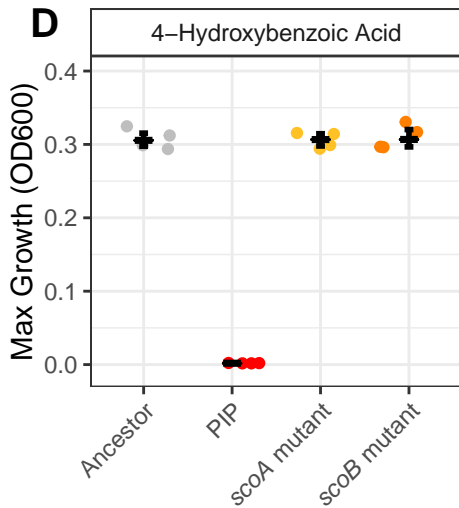 D
4−Hydroxybenzoic Acid
Max Growth (OD600)
0.4
0.3
0.2
0.1
0.0
Ancestor
PIP
scoA mutant
scoB mutant